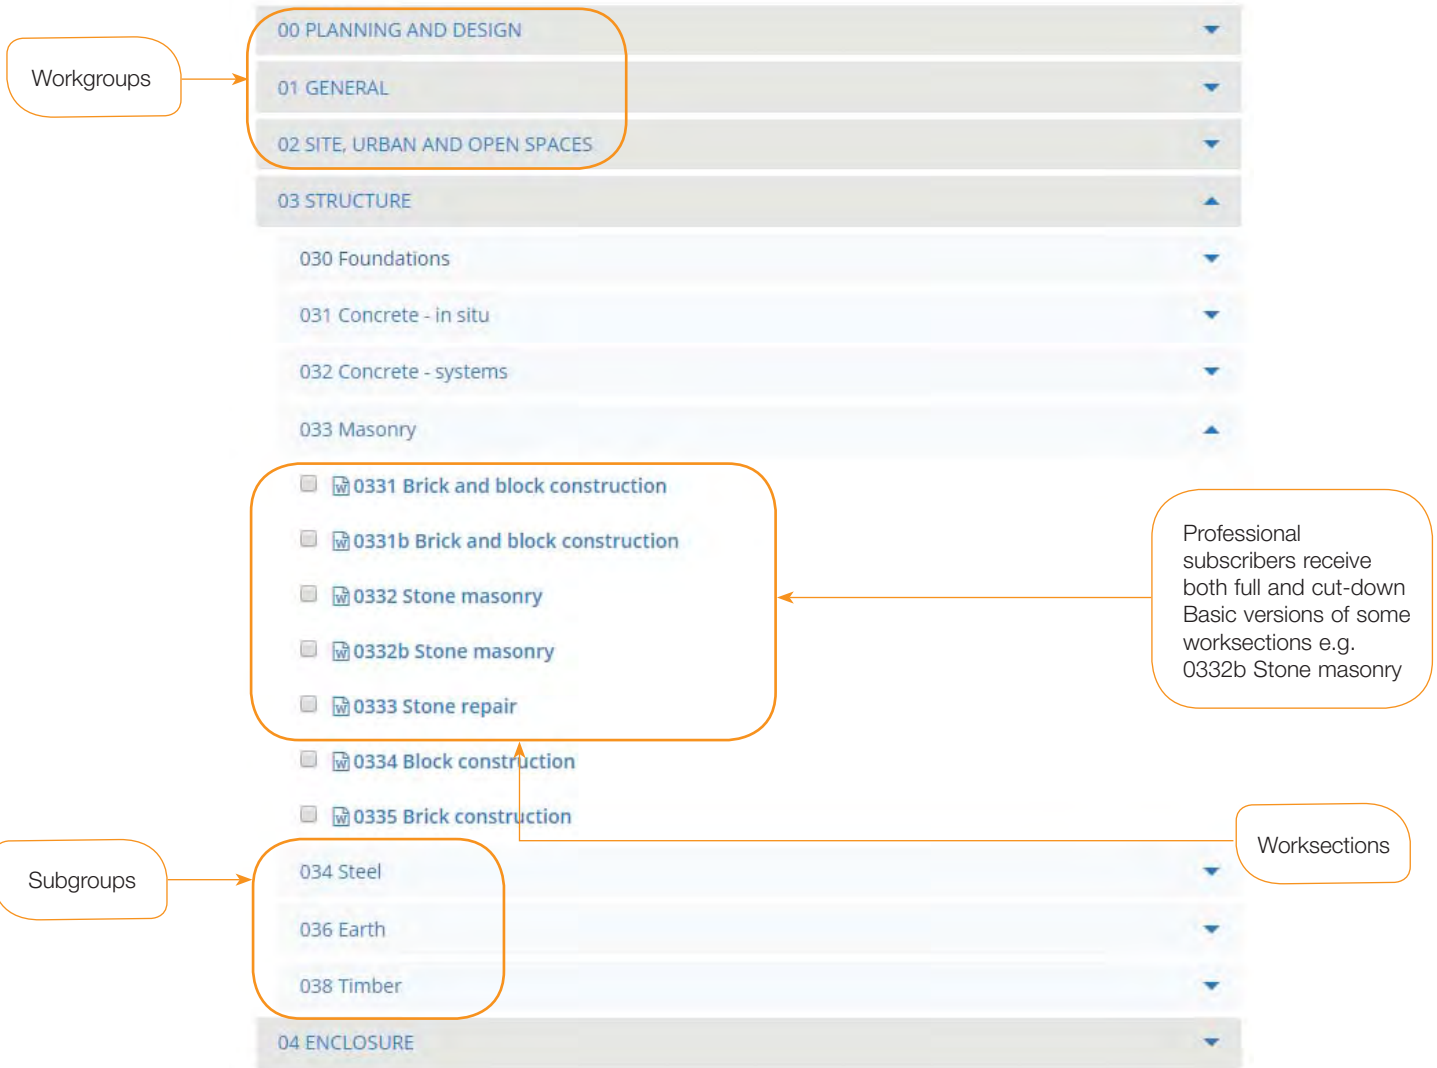 00 PLANNING AND DESIGN
Workgroups
01 GENERAL
02 SITE, URBAN AND OPEN SPACES
03 STRUCTURE
030 Foundations
031 Concrete - in situ
032 Concrete - systems
033 Masonry
0331 Brick and block construction
0331b Brick and block construction
0332 Stone masonry
0332b Stone masonry
0333 Stone repair
Professional
subscribers receive
both full and cut-down
Basic versions of some
worksections e.g.
0332b Stone masonry
0334 Block construction
0335 Brick construction
Worksections
Subgroups
034 Steel
036 Earth
038 Timber
04 ENCLOSURE